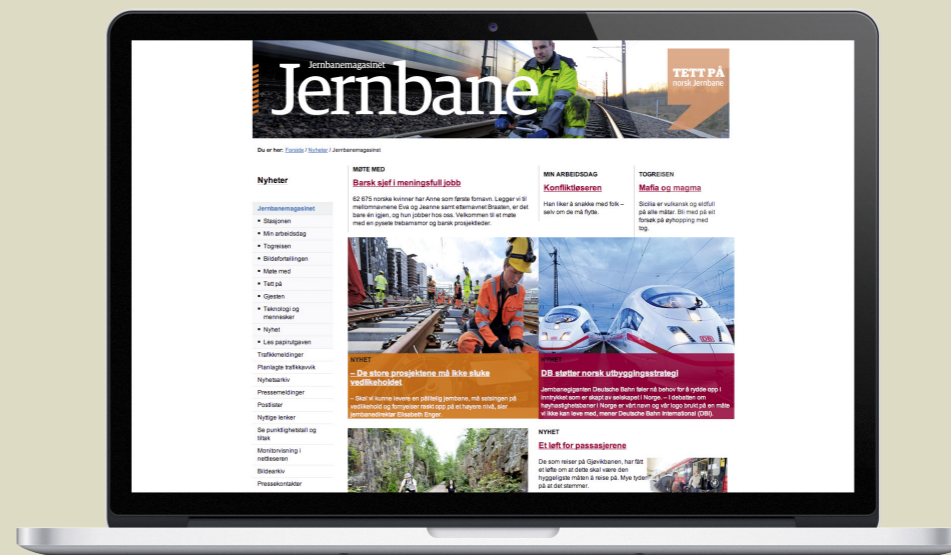 Jernbanemagasinet
Jernbane
TETT PÅ
norsk Jernbane
Du er her: Forside / Nyheter / Jernbanemagasinet
Nyheter
Jernbanemagasinet
Stasjonen
Min arbeidsdag
Togreisen
Bildefortellingen
Møte med
Tett på
Gjesten
Teknologi og
mennesker
Nyhet
Les papirutgaven
Trafikkmeldinger
Planlagte trafikkavvik
Nyhetsarkiv
Pressemeldinger
Postlister
Nyttige lenker
Se punktlighetstall og
tiltak
Monitorvisning i
nettleseren
Bildearkiv
Pressekontakter
MØTE MED
Barsk sjef i meningsfull jobb
62 675 norske kvinner har Anne som første fornavn. Legger vi til
mellomnavnene Eva og Jeanne samt etternavnet Braaten, er det
bare én igjen, og hun jobber hos oss. Velkommen til et møte
med en pysete trebarnsmor og barsk prosjektleder.
MIN ARBEIDSDAG
Konfliktløseren
Han liker å snakke med folk –
selv om de må flytte.
TOGREISEN
Mafia og magma
Sicilia er vulkansk og eldfull
på alle måter. Bli med på ett
forsøk på øyhopping med
tog.
NYHET
– De store prosjektene må ikke sluke
vedlikeholdet
– Skal vi kunne levere en pålitelig jernbane, må satsingen på
vedlikehold og fornyelser raskt opp på et høyere nivå, sier
jernbanedirektør Elisabeth Enger.
NYHET
DB støtter norsk utbyggingsstrategi
Jernbanegiganten Deutsche Bahn føler nå behov for å rydde opp i
inntrykket som er skapt av selskapet i Norge. – I debatten om
høyhastighetsbaner i Norge er vårt navn og vår logo brukt på en måte
vi ikke kan leve med, mener Deutsche Bahn International (DBI).
NYHET
Et løft for passasjerene
De som reiser på Gjøvikbanen, har fått
et løfte om at dette skal være den
hyggeligste måten å reise på. Mye tyder
på at det stemmer.